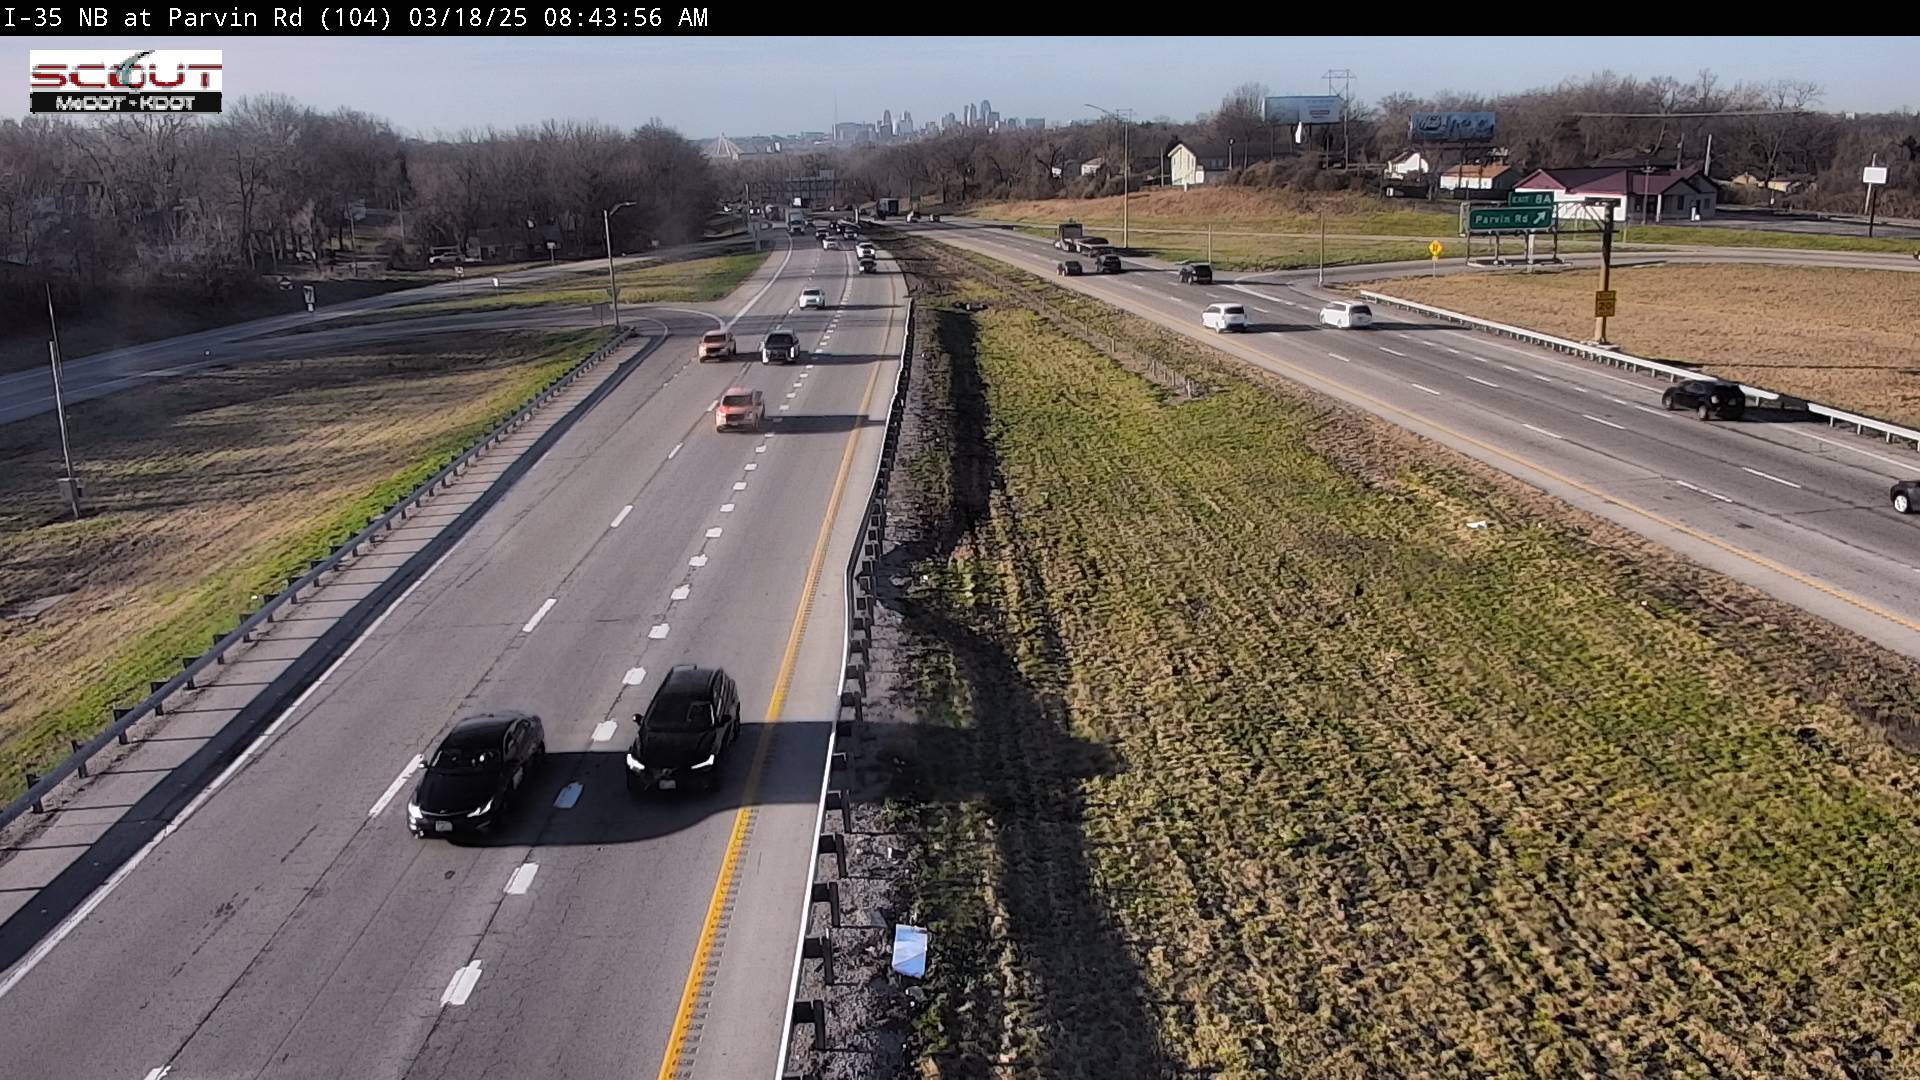 I-35 NB at Parvin Rd (104) 03/18/25 08:43:56 AM
SCOUT
MoDOT - KDOT
EXIT 8A
Parvin Rd